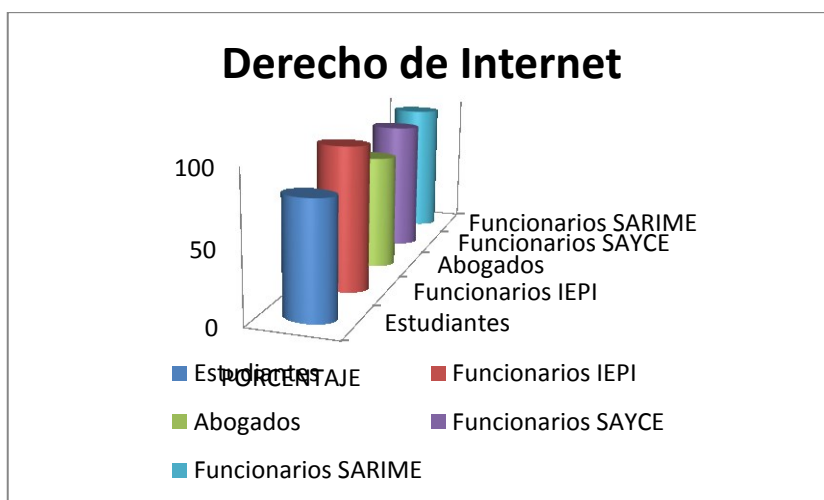 Derecho de Internet
100
50
0
Funcionarios SARIME
Funcionarios SAYCE
Abogados
Funcionarios IEPI
Estudiantes
PORCENTAJE
Estudiantes
Funcionarios IEPI
Abogados
Funcionarios SAYCE
Funcionarios SARIME